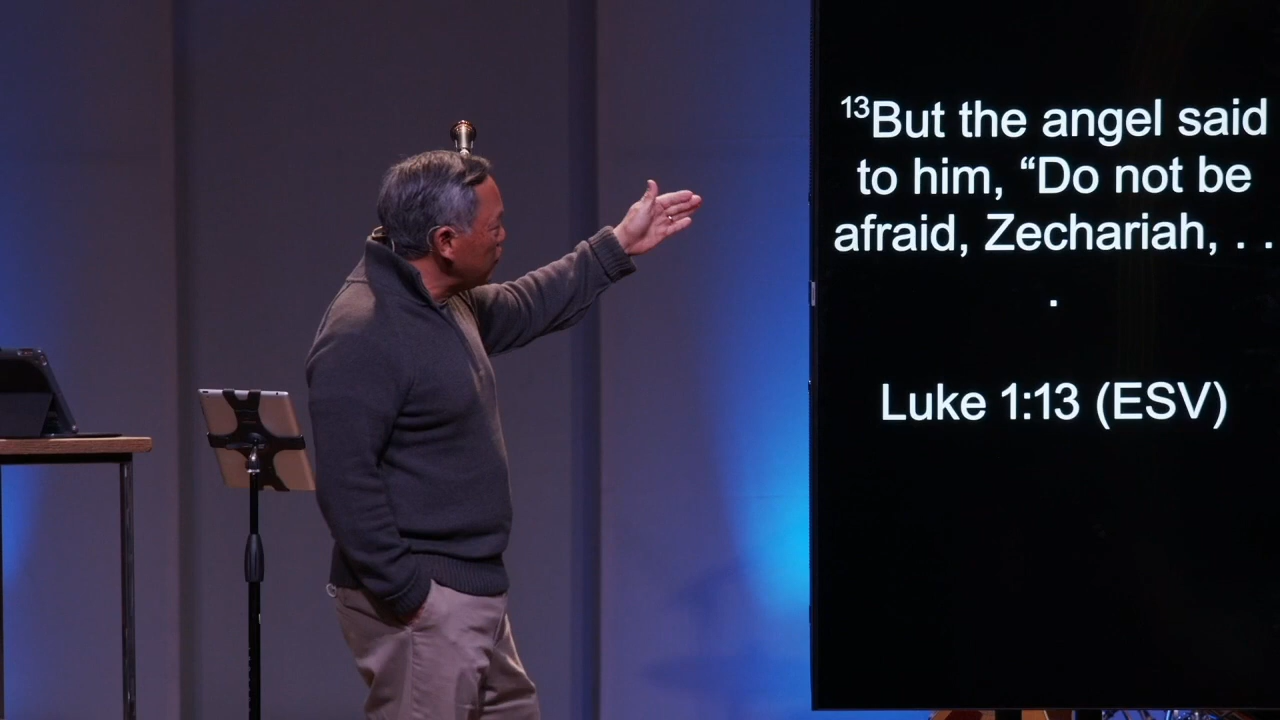 ¹³But the angel said
to him, “Do not be
afraid, Zechariah, . .
.
Luke 1:13 (ESV)